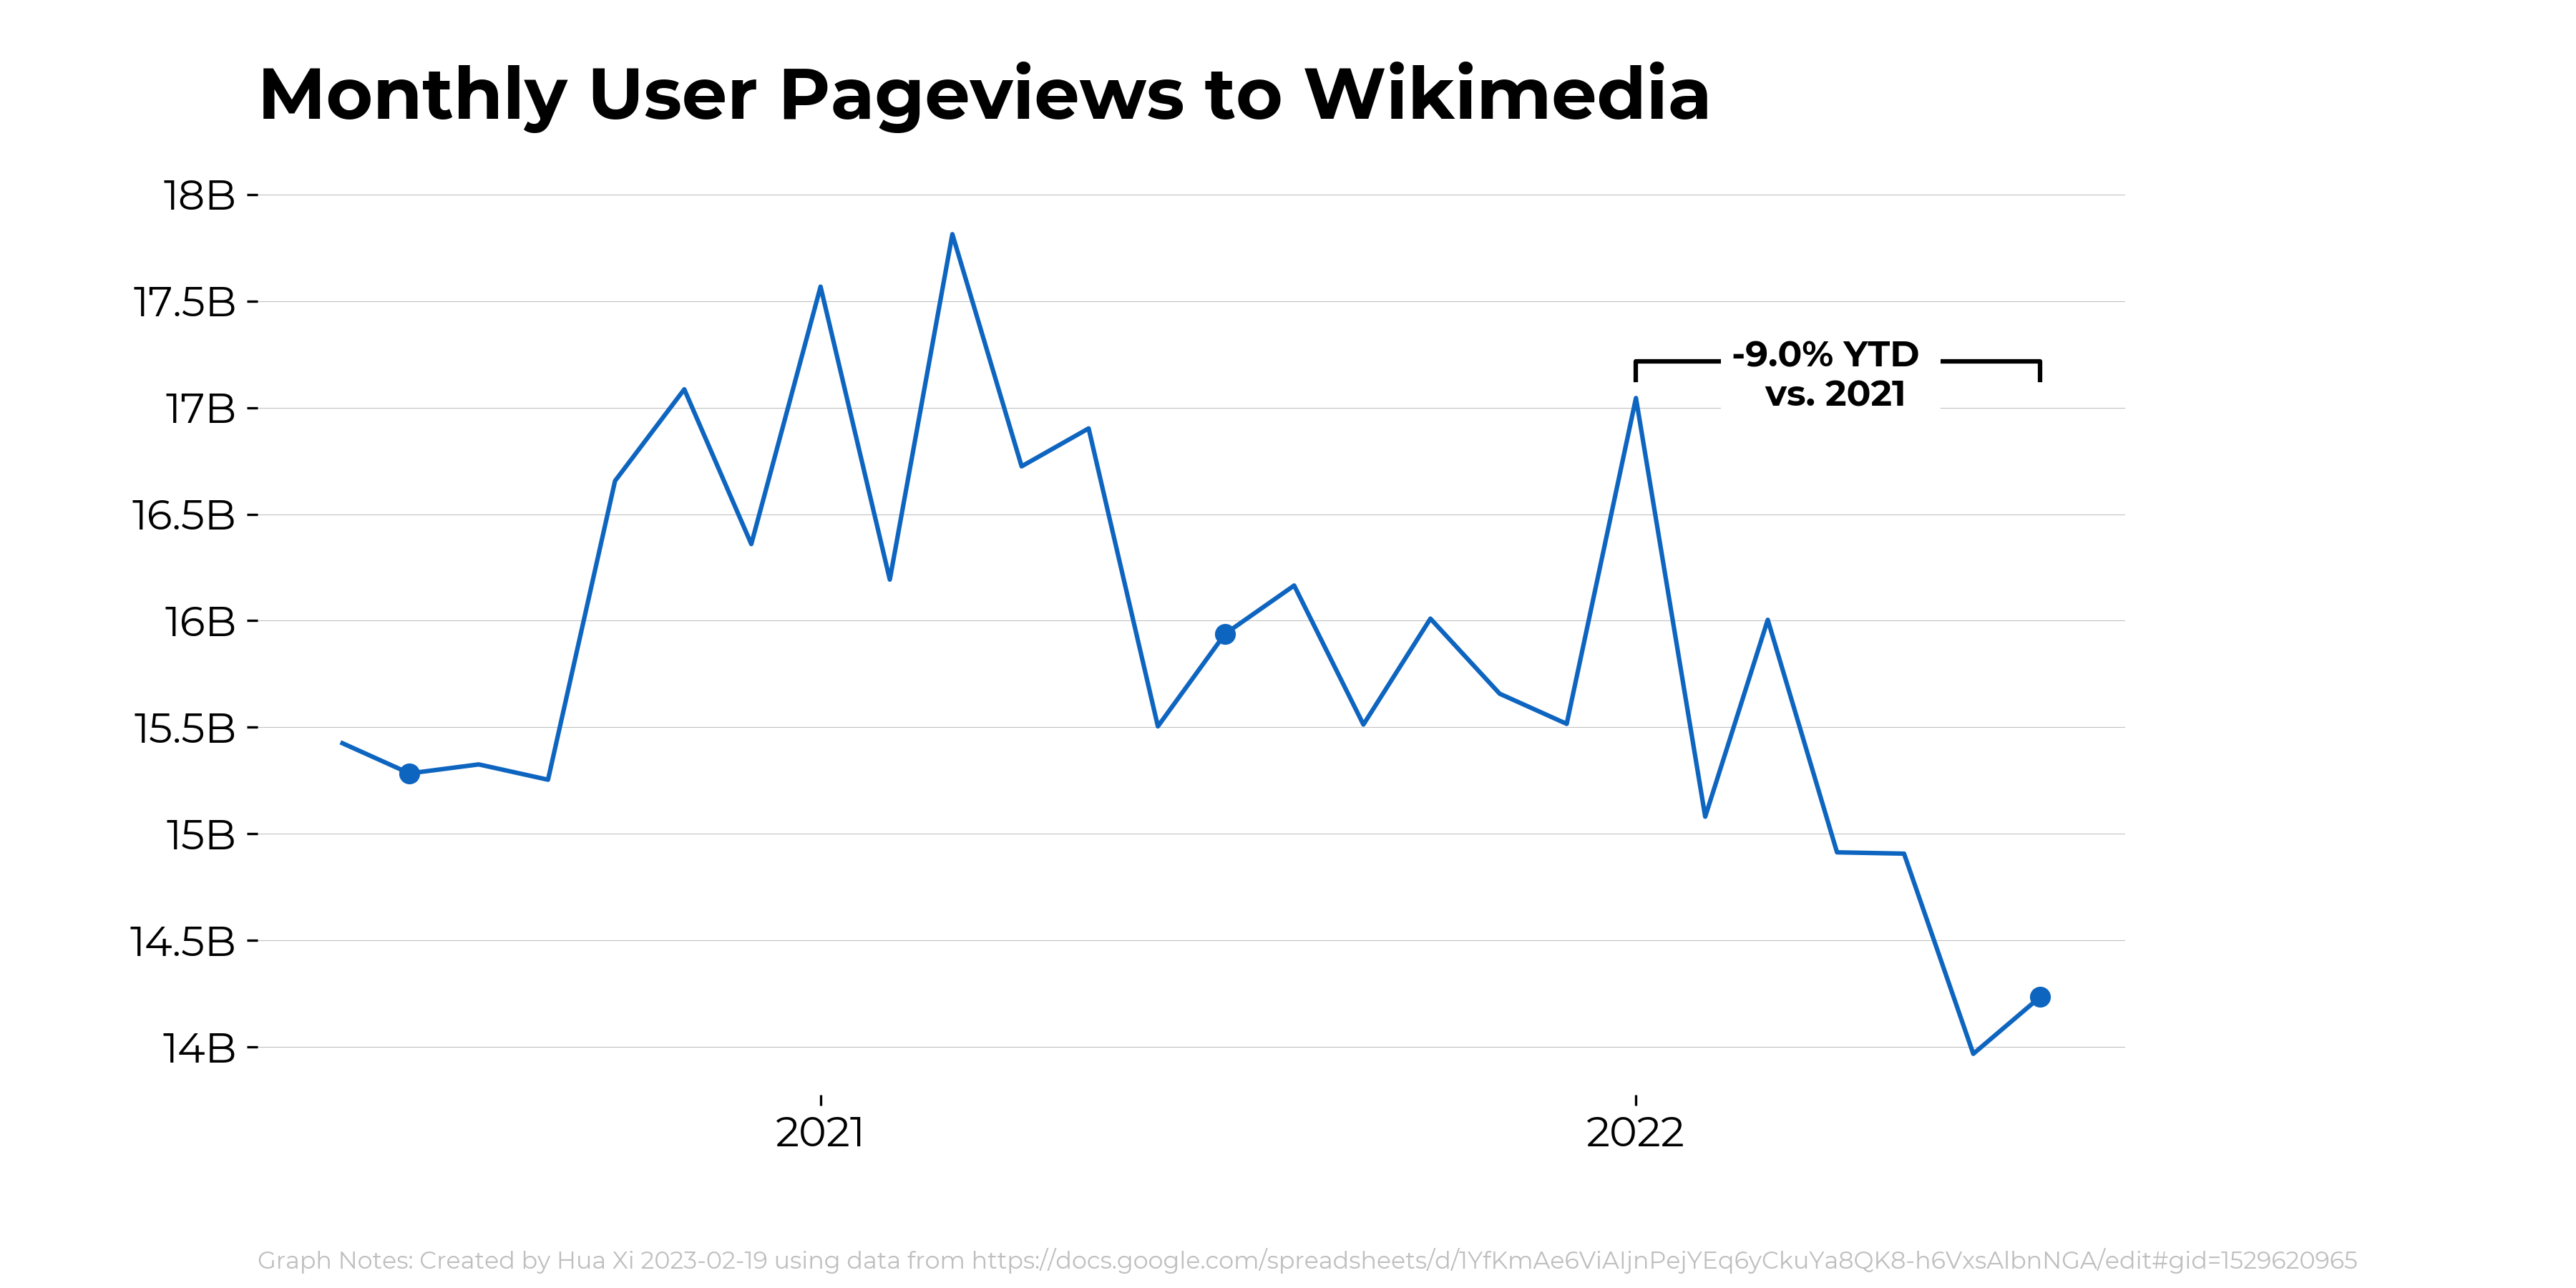 Monthly User Pageviews to Wikimedia
18B
17.5B
17B
16.5B
16B
15.5B
15B
14.5B
14B
-9.0% YTD
vs. 2021
2021
2022
Graph Notes: Created by Hua Xi 2023-02-19 using data from https://docs.google.com/spreadsheets/d/1YfKmAe6ViAIjnPejYEq6yCkuYa8QK8-h6VxsAlbnNGA/edit#gid=1529620965